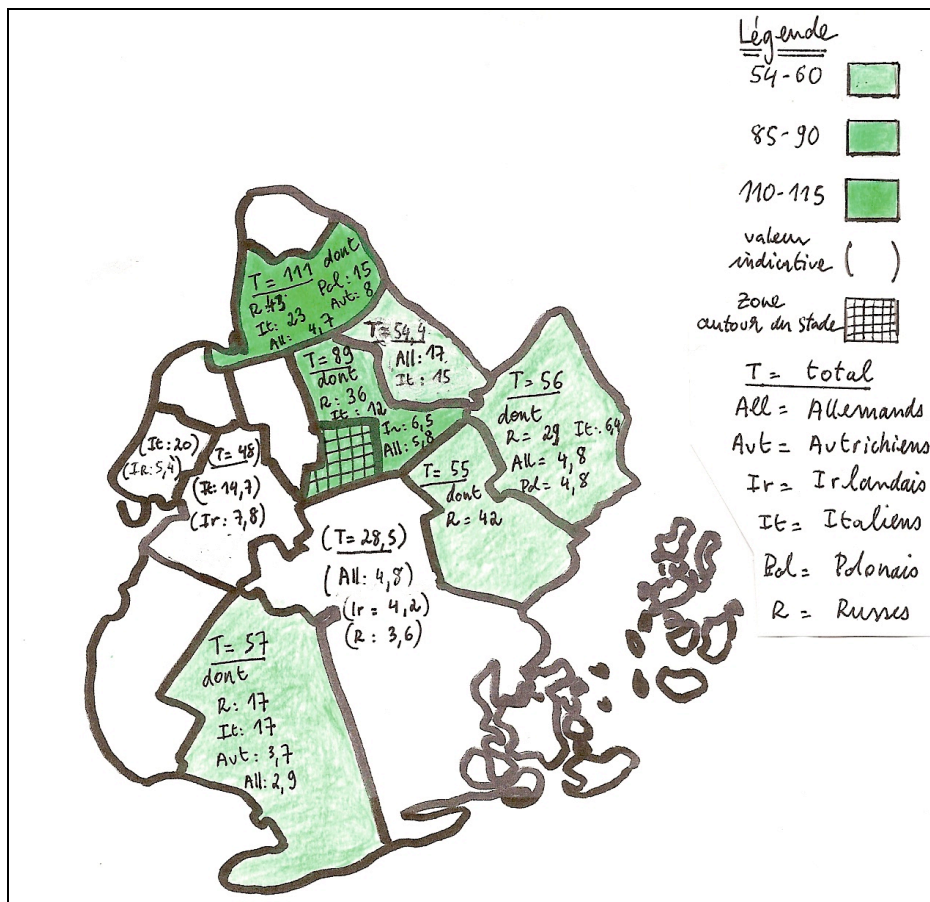 Légende
54-60
85-90
110-115
valeur
indicative ( )
Zone
autour du stade
T = total
All = Allemands
Aut = Autrichiens
Ir = Irlandais
It = Italiens
Pol = Polonais
R = Russes
T = 111 dont
R: 43 Pol: 15
It: 23 Aut: 8
All: 4,7
T = 54,4
All: 17
It: 15
T = 89
dont
R: 36
It: 12
Ir: 6,5
All: 5,8
T = 56
dont
R = 29 It: 6,4
All = 4,8
Pol = 4,8
T = 55
dont
R = 42
(It: 20)
(IR: 5,4)
(T = 48)
(It: 14,7)
(Ir: 7,8)
(T = 28,5)
(All: 4,8)
(Ir = 4,2)
(R: 3,6)
T = 57
dont
R: 17
It: 17
Aut: 3,7
All: 2,9